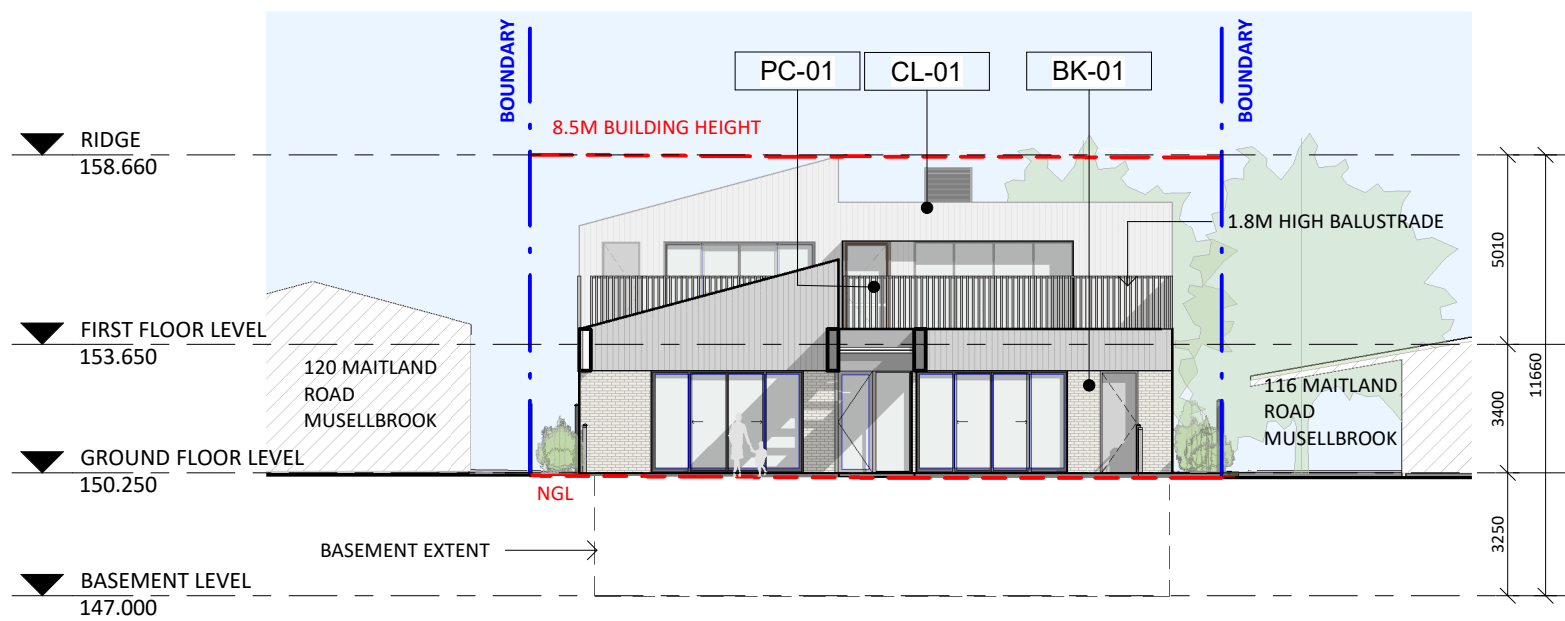 BOUNDARY
BOUNDARY
PC-01
CL-01
BK-01
8.5M BUILDING HEIGHT
RIDGE
158.660
1.8M HIGH BALUSTRADE
5010
FIRST FLOOR LEVEL
153.650
120 MAITLAND
ROAD
MUSELLBROOK
116 MAITLAND
ROAD
MUSELLBROOK
3400
11660
GROUND FLOOR LEVEL
150.250
NGL
3250
BASEMENT EXTENT
BASEMENT LEVEL
147.000